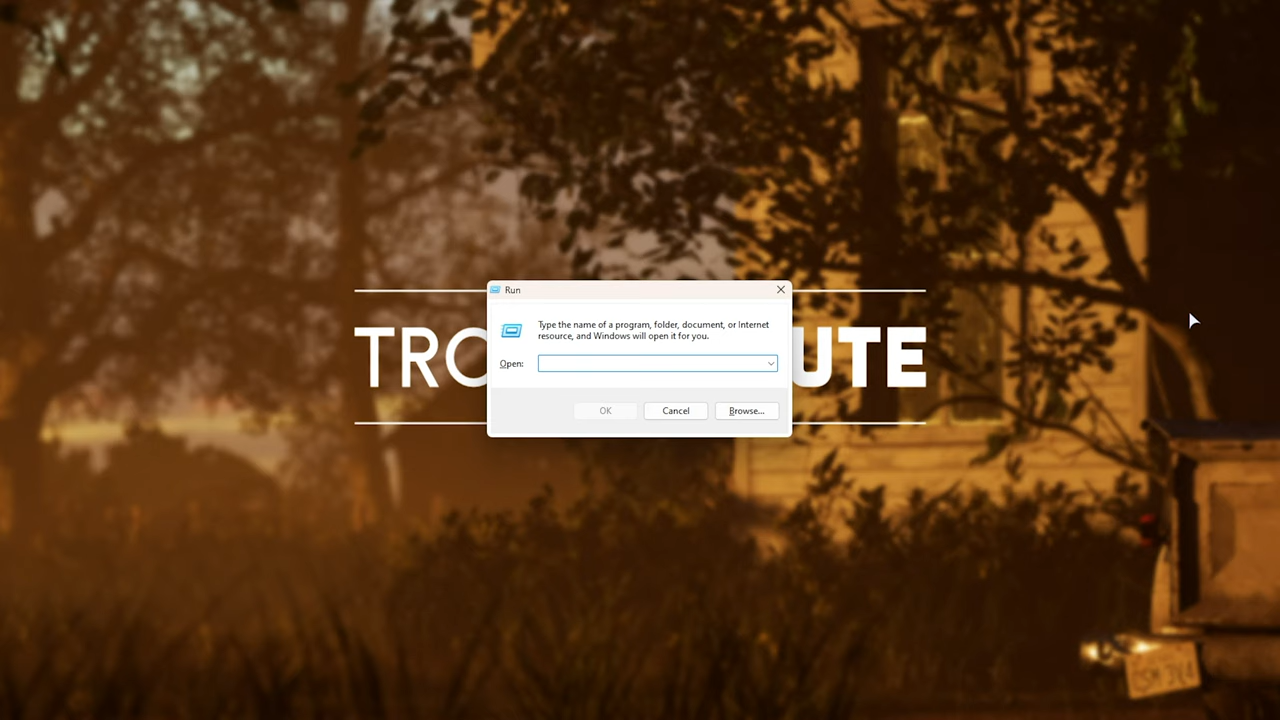 Run
Type the name of a program, folder, document, or Internet
resource, and Windows will open it for you.
Open:
OK
Cancel
Browse...
TRO
UTE